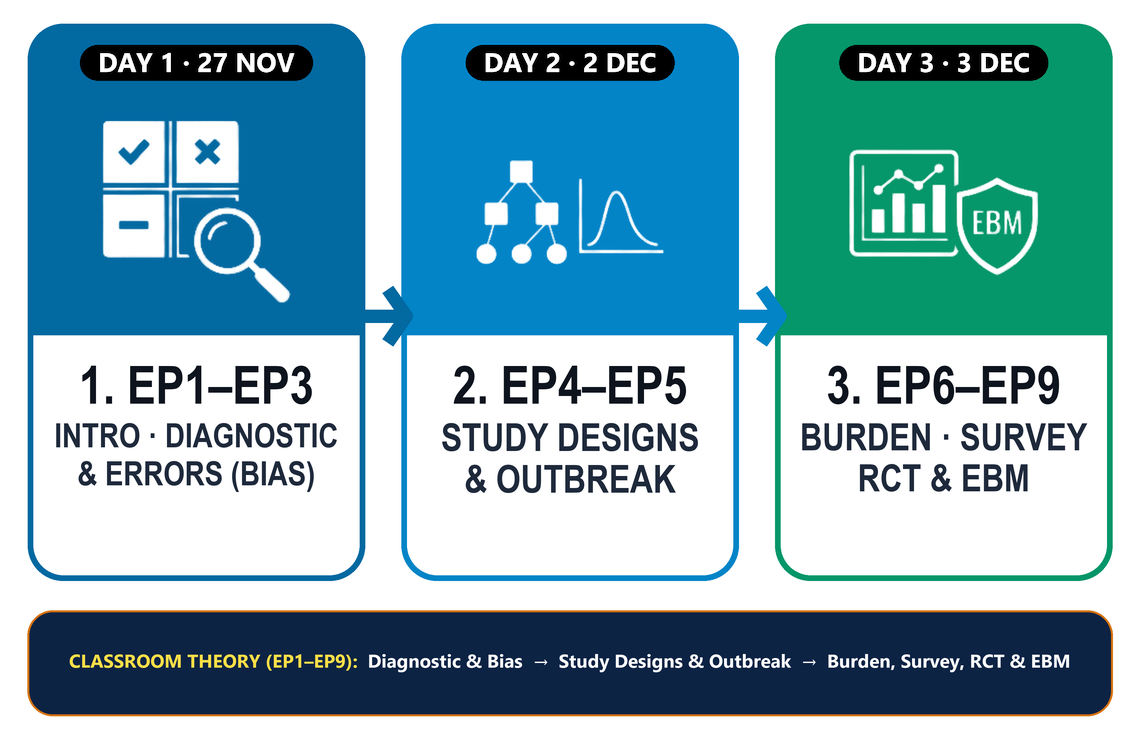 DAY 1 · 27 NOV
1. EP1–EP3
INTRO · DIAGNOSTIC
& ERRORS (BIAS)
DAY 2 · 2 DEC
2. EP4–EP5
STUDY DESIGNS
& OUTBREAK
DAY 3 · 3 DEC
EBM
3. EP6–EP9
BURDEN · SURVEY
RCT & EBM
CLASSROOM THEORY (EP1–EP9): Diagnostic & Bias → Study Designs & Outbreak → Burden, Survey, RCT & EBM